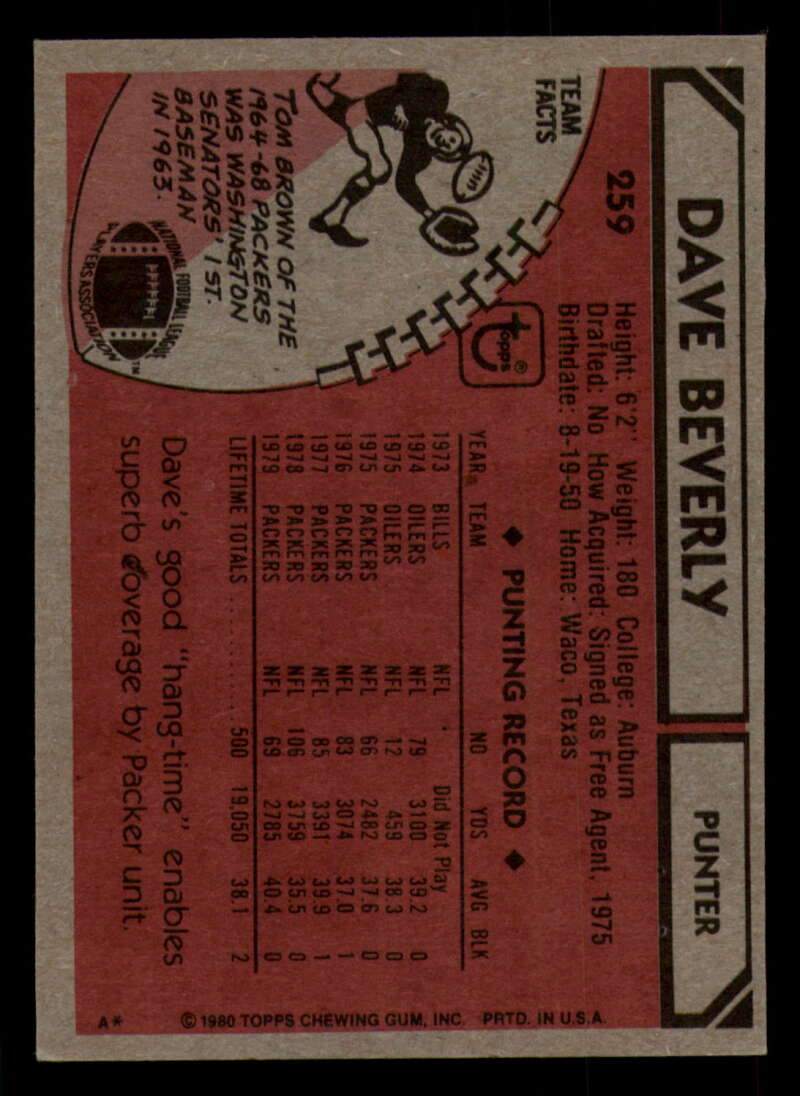 DAVE BEVERLY
PUNTER
259
Height: 6'2" Weight: 180 College: Auburn
Drafted: No How Acquired: Signed as Free Agent, 1975
Birthdate: 8-19-50 Home: Waco, Texas
TEAM
FACTS
TOM BROWN OF THE
1964-68 PACKERS
WAS WASHINGTON
SENATORS' 1ST.
BASEMAN
IN 1963.
NATIONAL FOOTBALL LEAGUE
PLAYERS ASSOCIATION™
topps®
◆ PUNTING RECORD ◆
YEAR TEAM NO YDS AVG BLK
1973 BILLS NFL Did Not Play
1974 OILERS NFL 79 3100 39.2 0
1975 OILERS NFL 12 459 38.3 0
1975 PACKERS NFL 66 2482 37.6 0
1976 PACKERS NFL 83 3074 37.0 1
1977 PACKERS NFL 85 3391 39.9 1
1978 PACKERS NFL 106 3759 35.5 0
1979 PACKERS NFL 69 2785 40.4 0
LIFETIME TOTALS .......... 500 19,050 38.1 2
Dave's good "hang-time" enables
superb coverage by Packer unit.
A* © 1980 TOPPS CHEWING GUM, INC. PRTD. IN U.S.A.